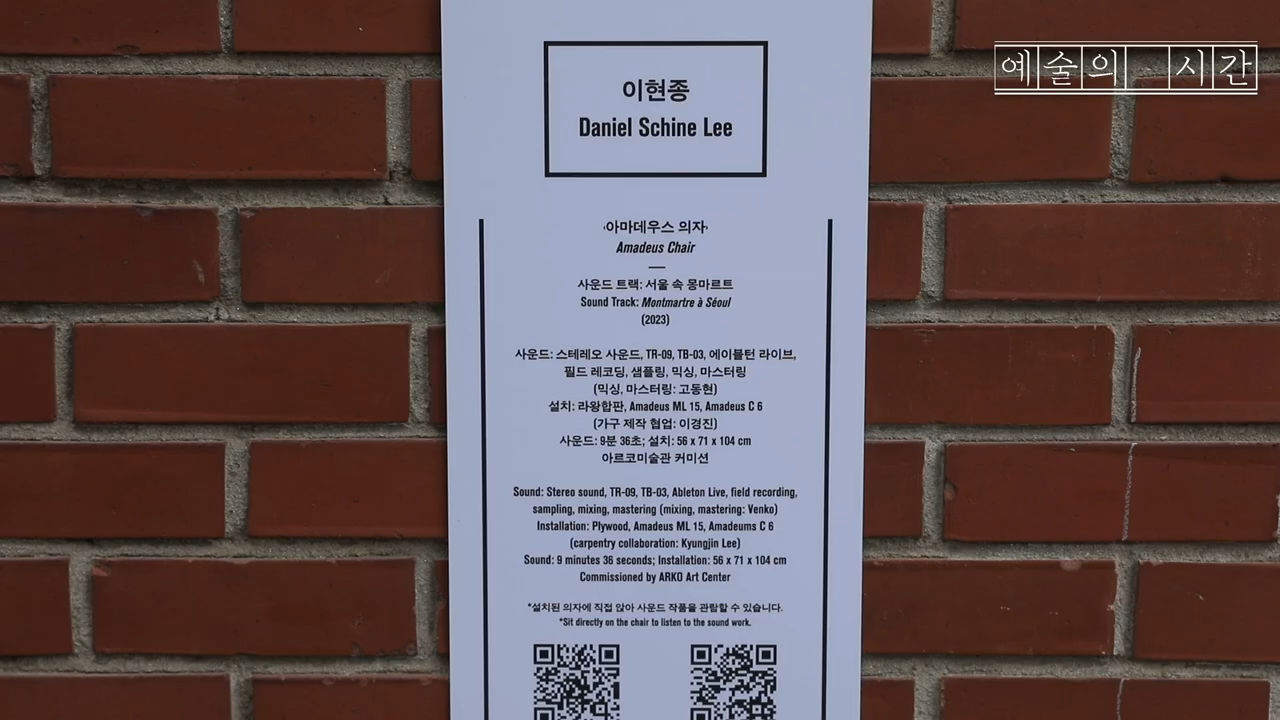 예술의 시간
이현종
Daniel Schine Lee
‹아마데우스 의자›
Amadeus Chair
사운드 트랙: 서울 속 몽마르트
Sound Track: Montmartre à Séoul
(2023)
사운드: 스테레오 사운드, TR-09, TB-03, 에이블턴 라이브,
필드 레코딩, 샘플링, 믹싱, 마스터링
(믹싱, 마스터링: 고동현)
설치: 라왕합판, Amadeus ML 15, Amadeus C 6
(가구 제작 협업: 이경진)
사운드: 9분 36초; 설치: 56 x 71 x 104 cm
아르코미술관 커미션
Sound: Stereo sound, TR-09, TB-03, Ableton Live, field recording,
sampling, mixing, mastering (mixing, mastering: Venko)
Installation: Plywood, Amadeus ML 15, Amadeums C 6
(carpentry collaboration: Kyungjin Lee)
Sound: 9 minutes 36 seconds; Installation: 56 x 71 x 104 cm
Commissioned by ARKO Art Center
*설치된 의자에 직접 앉아 사운드 작품을 관람할 수 있습니다.
*Sit directly on the chair to listen to the sound work.